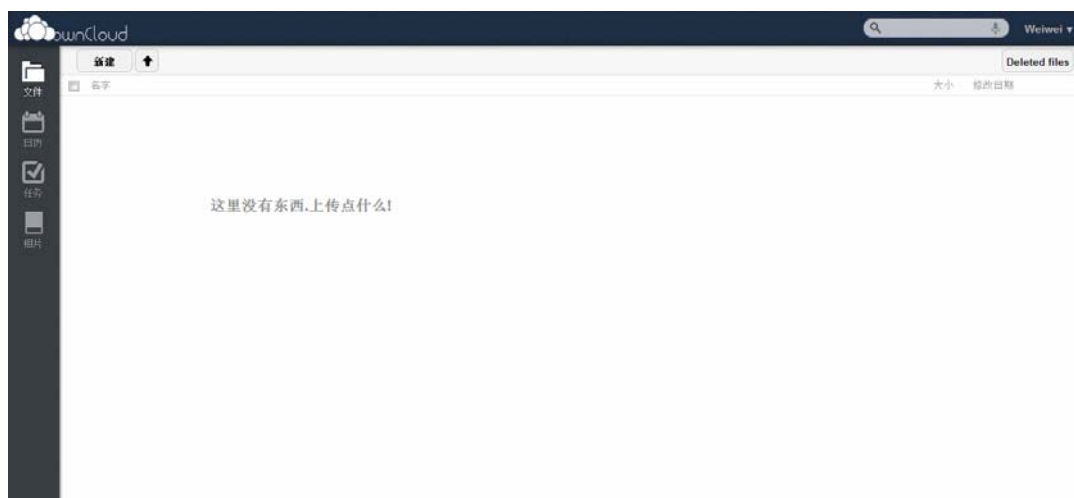 ownCloud
Weiwei
新建
Deleted files
文件
名字
大小
修改日期
日历
任务
相片
这里没有东西.上传点什么!